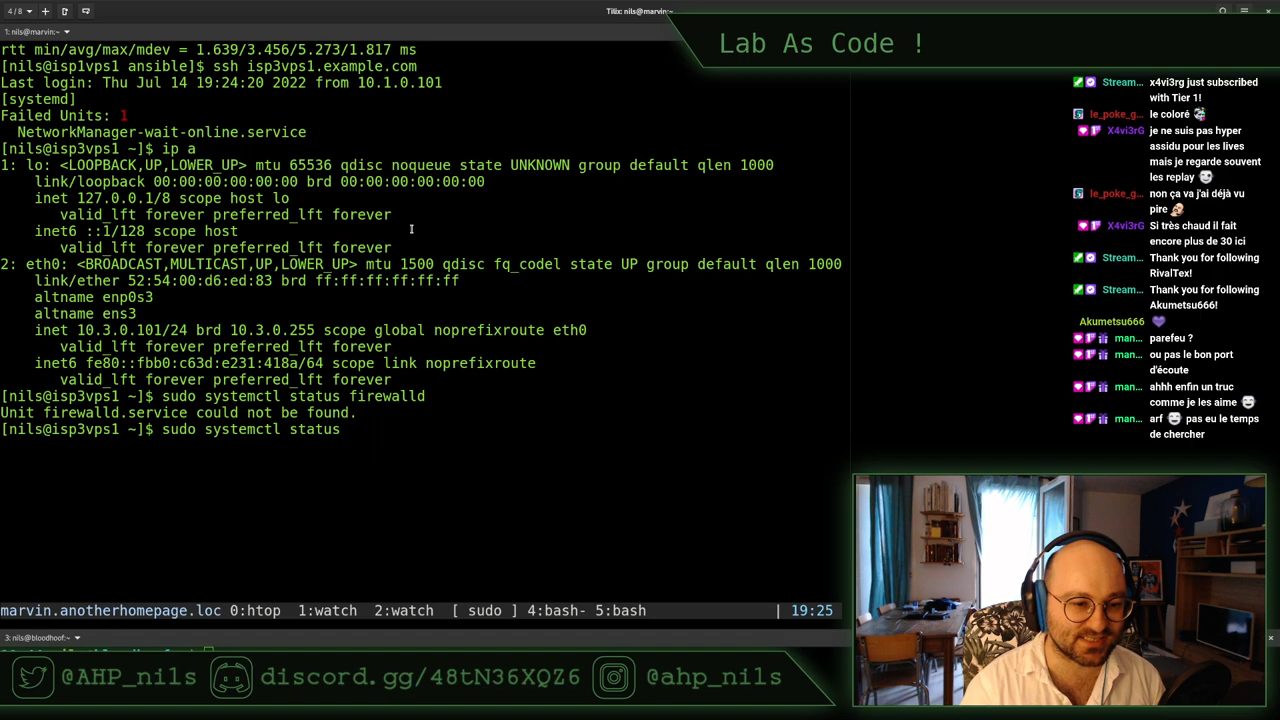 4 / 8
Tilix: nils@marvin:~
1: nils@marvin:~
Lab As Code !
rtt min/avg/max/mdev = 1.639/3.456/5.273/1.817 ms
[nils@isp1vps1 ansible]$ ssh isp3vps1.example.com
Last login: Thu Jul 14 19:24:20 2022 from 10.1.0.101
[systemd]
Failed Units: 1
  NetworkManager-wait-online.service
[nils@isp3vps1 ~]$ ip a
1: lo: <LOOPBACK,UP,LOWER_UP> mtu 65536 qdisc noqueue state UNKNOWN group default qlen 1000
    link/loopback 00:00:00:00:00:00 brd 00:00:00:00:00:00
    inet 127.0.0.1/8 scope host lo
       valid_lft forever preferred_lft forever
    inet6 ::1/128 scope host
       valid_lft forever preferred_lft forever
2: eth0: <BROADCAST,MULTICAST,UP,LOWER_UP> mtu 1500 qdisc fq_codel state UP group default qlen 1000
    link/ether 52:54:00:d6:ed:83 brd ff:ff:ff:ff:ff:ff
    altname enp0s3
    altname ens3
    inet 10.3.0.101/24 brd 10.3.0.255 scope global noprefixroute eth0
       valid_lft forever preferred_lft forever
    inet6 fe80::fbb0:c63d:e231:418a/64 scope link noprefixroute
       valid_lft forever preferred_lft forever
[nils@isp3vps1 ~]$ sudo systemctl status firewalld
Unit firewalld.service could not be found.
[nils@isp3vps1 ~]$ sudo systemctl status
marvin.anotherhomepage.loc 0:htop  1:watch  2:watch  [ sudo ] 4:bash- 5:bash | 19:25
3: nils@bloodhoof:~
Stream... x4vi3rg just subscribed
with Tier 1!
le_poke_g... le coloré
X4vi3rG je ne suis pas hyper
assidu pour les lives
mais je regarde souvent
les replay
le_poke_g... non ça va j'ai déjà vu
pire
X4vi3rG Si très chaud il fait
encore plus de 30 ici
Stream... Thank you for following
RivalTex!
Stream... Thank you for following
Akumetsu666!
Akumetsu666
man... parefeu ?
man... ou pas le bon port
d'écoute
man... ahhh enfin un truc
comme je les aime
man... arf pas eu le temps
de chercher
@AHP_nils
discord.gg/48tN36XQZ6
@ahp_nils